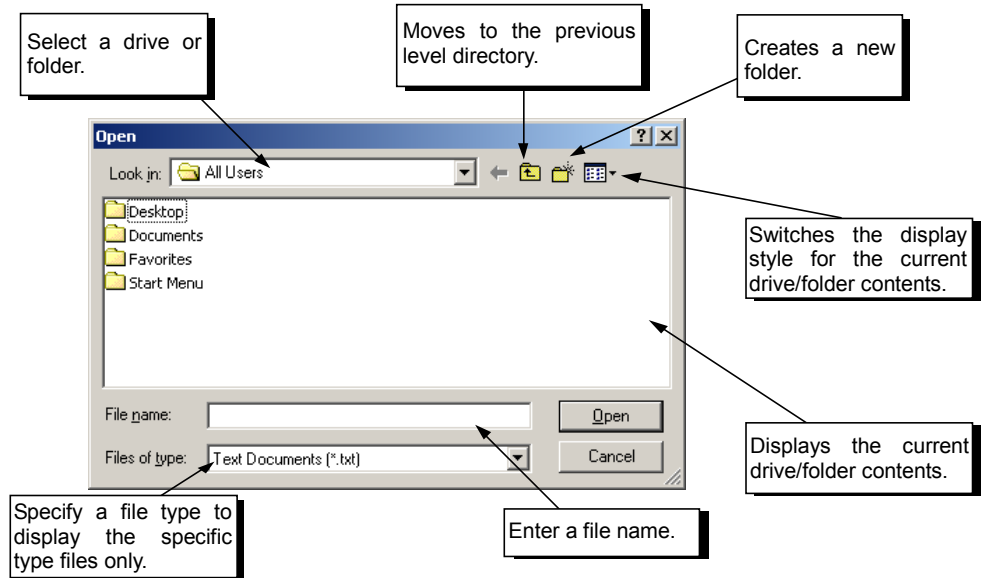 Select a drive or
folder.
Moves to the previous
level directory.
Creates a new
folder.
Open
Look in: All Users
Desktop
Documents
Favorites
Start Menu
Switches the display
style for the current
drive/folder contents.
File name:
Open
Files of type: Text Documents (*.txt)
Cancel
Displays the current
drive/folder contents.
Specify a file type to
display the specific
type files only.
Enter a file name.